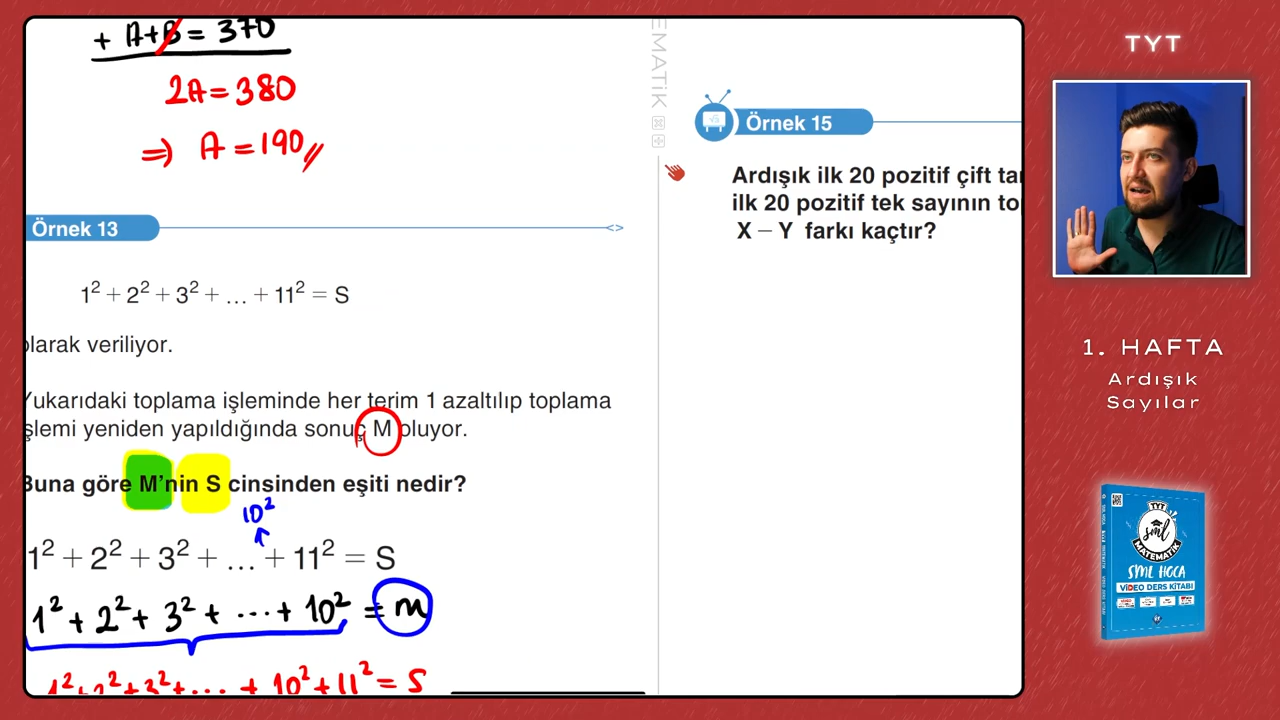 + A+B = 370
2A = 380
⇒ A = 190
Örnek 13
1² + 2² + 3² + ... + 11² = S
olarak veriliyor.
Yukarıdaki toplama işleminde her terim 1 azaltılıp toplama
işlemi yeniden yapıldığında sonuç M oluyor.
Buna göre M'nin S cinsinden eşiti nedir?
10²
1² + 2² + 3² + ... + 11² = S
1² + 2² + 3² + ... + 10² = m
1² + 2² + 3² + ... + 10² + 11² = S
EMATİK
Örnek 15
Ardışık ilk 20 pozitif çift ta
ilk 20 pozitif tek sayının to
X – Y farkı kaçtır?
TYT
1. HAFTA
Ardışık
Sayılar
TYT
sml
MATEMATİK
SML HOCA
VİDEO DERS KİTABI